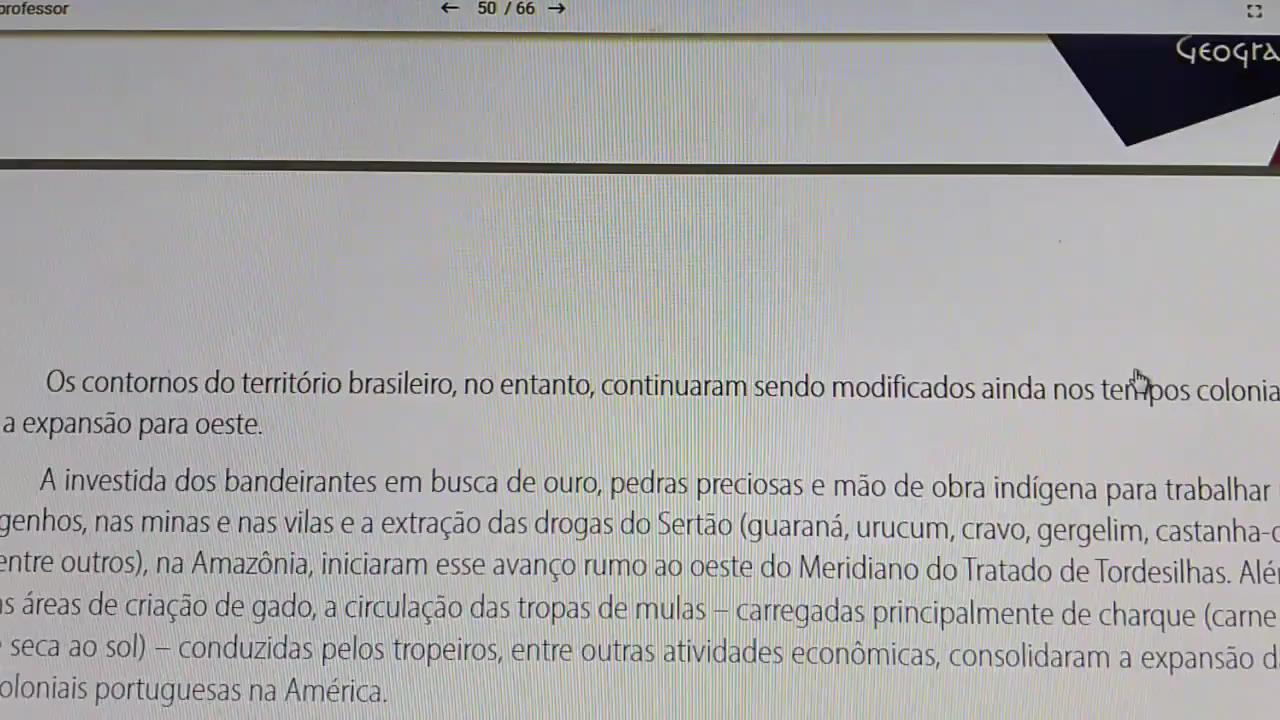 professor
← 50 / 66 →
Geogra
Os contornos do território brasileiro, no entanto, continuaram sendo modificados ainda nos tempos colonia
a expansão para oeste.
A investida dos bandeirantes em busca de ouro, pedras preciosas e mão de obra indígena para trabalhar
genhos, nas minas e nas vilas e a extração das drogas do Sertão (guaraná, urucum, cravo, gergelim, castanha-
entre outros), na Amazônia, iniciaram esse avanço rumo ao oeste do Meridiano do Tratado de Tordesilhas. Alé
as áreas de criação de gado, a circulação das tropas de mulas – carregadas principalmente de charque (carne
seca ao sol) – conduzidas pelos tropeiros, entre outras atividades econômicas, consolidaram a expansão d
oloniais portuguesas na América.